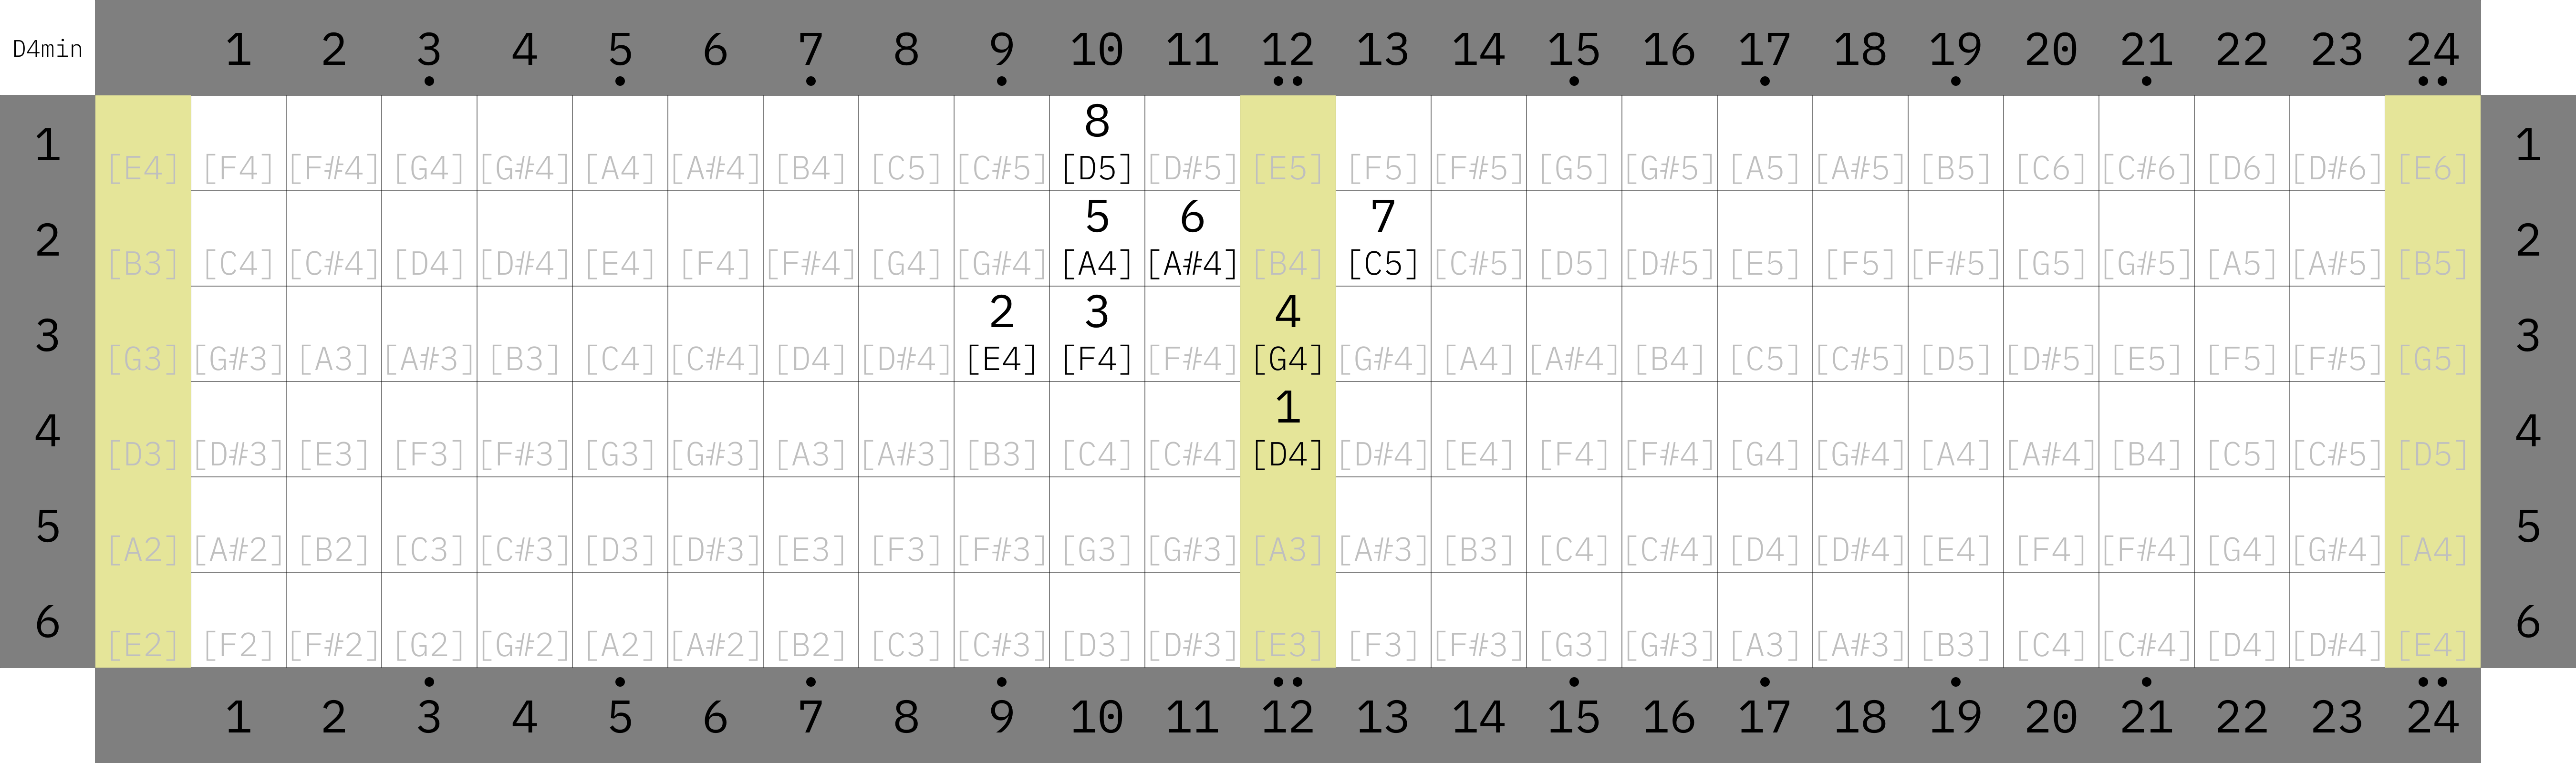 D4min 1 2 3 4 5 6 7 8 9 10 11 12 13 14 15 16 17 18 19 20 21 22 23 24
8
1 [E4] [F4] [F#4] [G4] [G#4] [A4] [A#4] [B4] [C5] [C#5] [D5] [D#5] [E5] [F5] [F#5] [G5] [G#5] [A5] [A#5] [B5] [C6] [C#6] [D6] [D#6] [E6] 1
5 6 7
2 [B3] [C4] [C#4] [D4] [D#4] [E4] [F4] [F#4] [G4] [G#4] [A4] [A#4] [B4] [C5] [C#5] [D5] [D#5] [E5] [F5] [F#5] [G5] [G#5] [A5] [A#5] [B5] 2
2 3 4
3 [G3] [G#3] [A3] [A#3] [B3] [C4] [C#4] [D4] [D#4] [E4] [F4] [F#4] [G4] [G#4] [A4] [A#4] [B4] [C5] [C#5] [D5] [D#5] [E5] [F5] [F#5] [G5] 3
1
4 [D3] [D#3] [E3] [F3] [F#3] [G3] [G#3] [A3] [A#3] [B3] [C4] [C#4] [D4] [D#4] [E4] [F4] [F#4] [G4] [G#4] [A4] [A#4] [B4] [C5] [C#5] [D5] 4
5 [A2] [A#2] [B2] [C3] [C#3] [D3] [D#3] [E3] [F3] [F#3] [G3] [G#3] [A3] [A#3] [B3] [C4] [C#4] [D4] [D#4] [E4] [F4] [F#4] [G4] [G#4] [A4] 5
6 [E2] [F2] [F#2] [G2] [G#2] [A2] [A#2] [B2] [C3] [C#3] [D3] [D#3] [E3] [F3] [F#3] [G3] [G#3] [A3] [A#3] [B3] [C4] [C#4] [D4] [D#4] [E4] 6
1 2 3 4 5 6 7 8 9 10 11 12 13 14 15 16 17 18 19 20 21 22 23 24